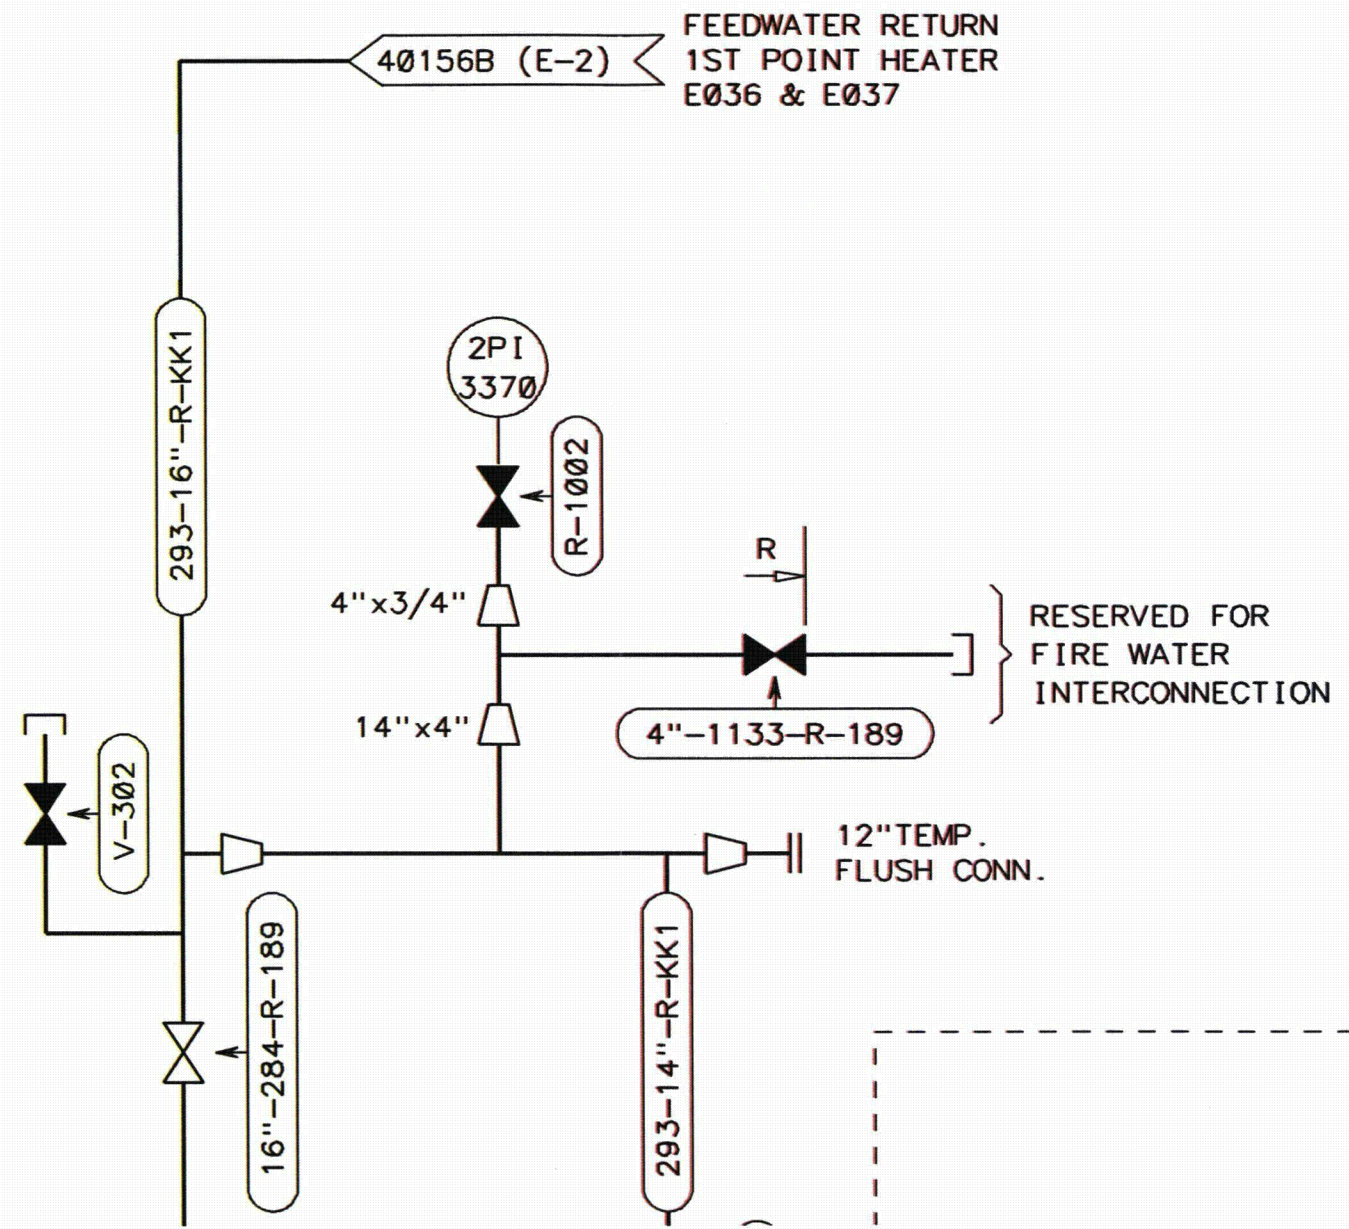 FEEDWATER RETURN
40156B (E-2)
1ST POINT HEATER
E036 & E037
293-16"-R-KK1
2PI
3370
R-1002
R
4"x3/4"
RESERVED FOR
FIRE WATER
INTERCONNECTION
14"x4"
4"-1133-R-189
V-302
12"TEMP.
FLUSH CONN.
16"-284-R-189
293-14"-R-KK1